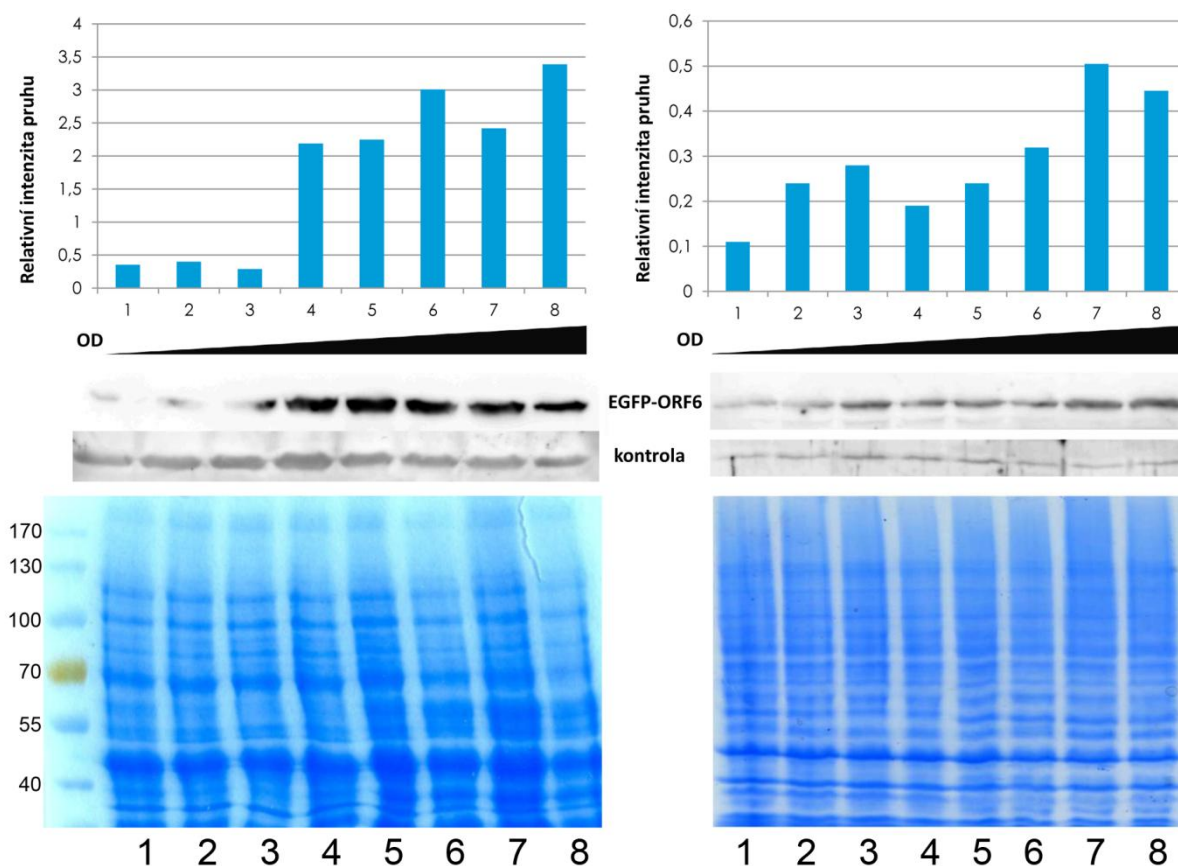 Relativní intenzita pruhu
4
3,5
3
2,5
2
1,5
1
0,5
0
1 2 3 4 5 6 7 8
OD
Relativní intenzita pruhu
0,6
0,5
0,4
0,3
0,2
0,1
0
1 2 3 4 5 6 7 8
OD
EGFP-ORF6
kontrola
170
130
100
70
55
40
1 2 3 4 5 6 7 8
1 2 3 4 5 6 7 8